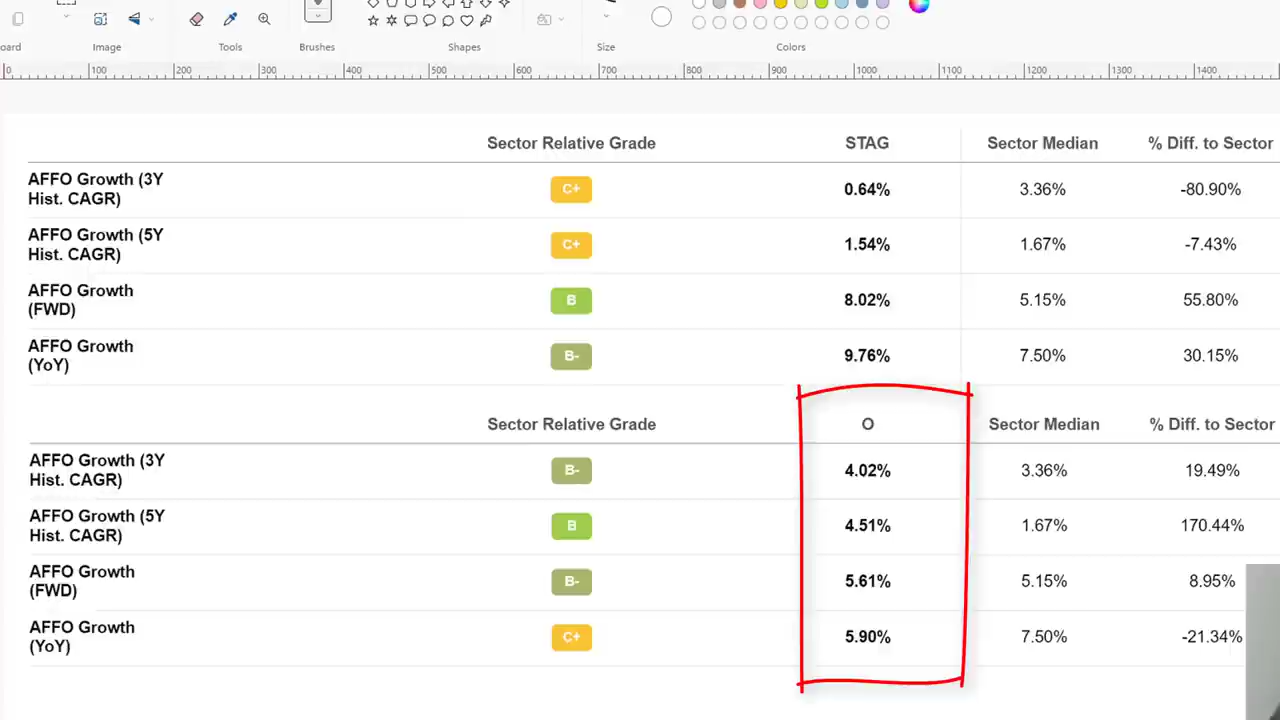 oard Image Tools Brushes Shapes Size Colors
0 100 200 300 400 500 600 700 800 900 1000 1100 1200 1300 1400
Sector Relative Grade STAG Sector Median % Diff. to Sector
AFFO Growth (3Y
Hist. CAGR) C+ 0.64% 3.36% -80.90%
AFFO Growth (5Y
Hist. CAGR) C+ 1.54% 1.67% -7.43%
AFFO Growth
(FWD) B 8.02% 5.15% 55.80%
AFFO Growth
(YoY) B- 9.76% 7.50% 30.15%
Sector Relative Grade O Sector Median % Diff. to Sector
AFFO Growth (3Y
Hist. CAGR) B- 4.02% 3.36% 19.49%
AFFO Growth (5Y
Hist. CAGR) B 4.51% 1.67% 170.44%
AFFO Growth
(FWD) B- 5.61% 5.15% 8.95%
AFFO Growth
(YoY) C+ 5.90% 7.50% -21.34%